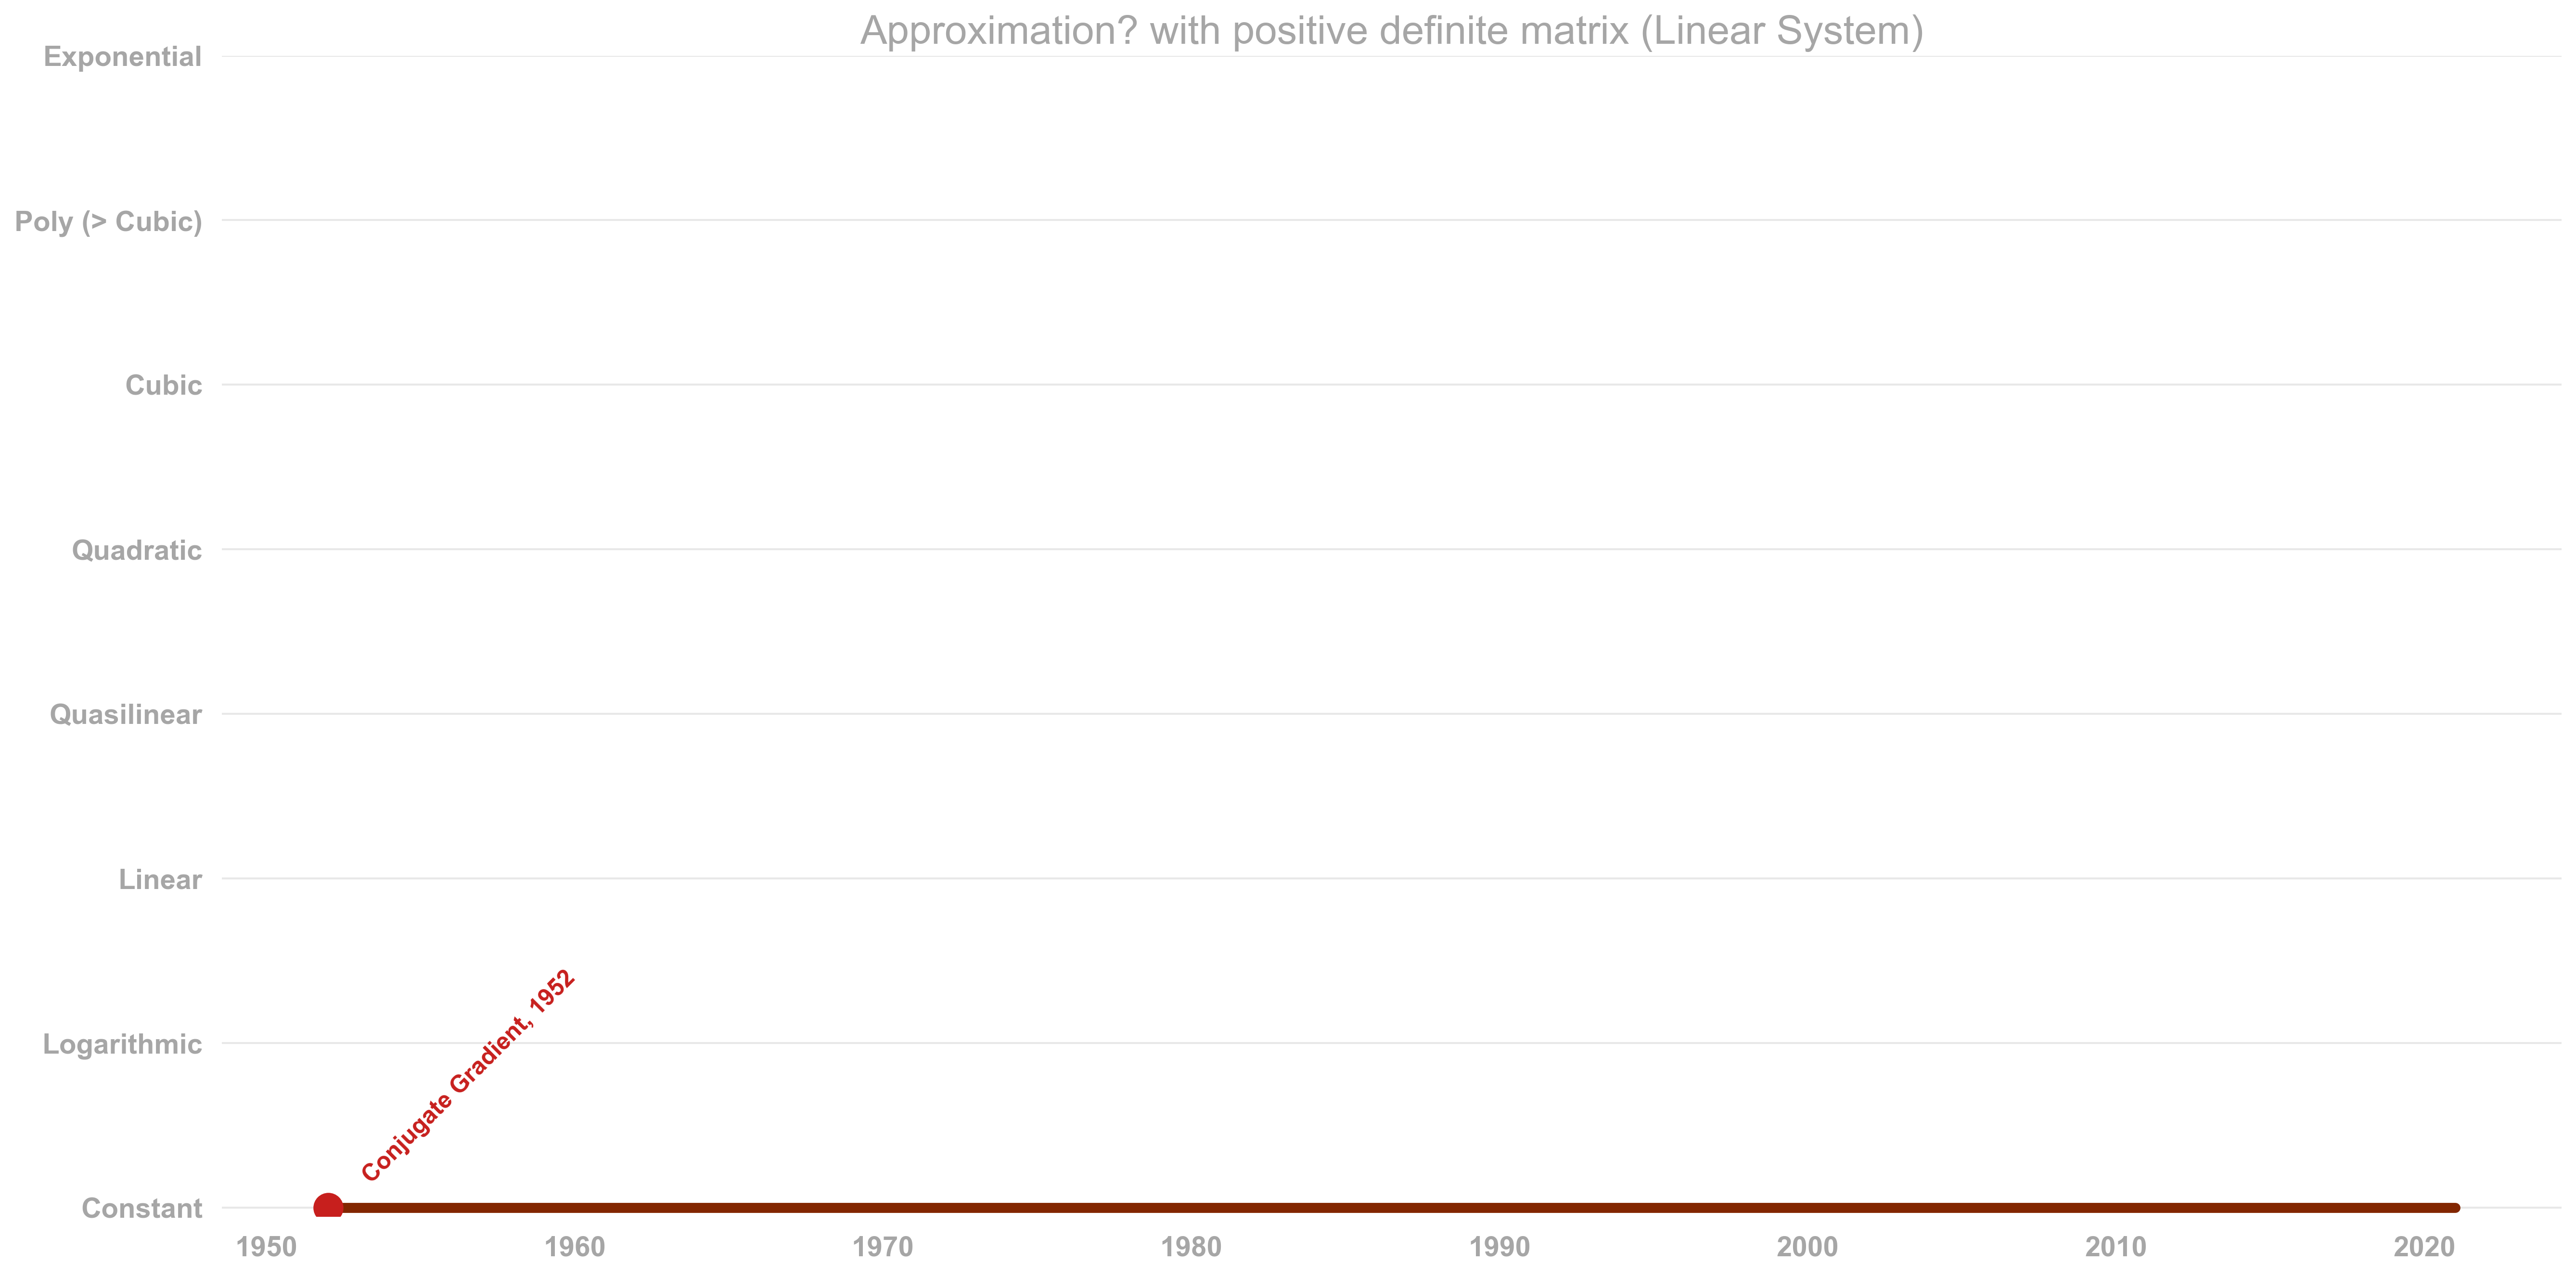 Approximation? with positive definite matrix (Linear System)
Exponential
Poly (> Cubic)
Cubic
Quadratic
Quasilinear
Linear
Logarithmic
Constant
Conjugate Gradient, 1952
1950 1960 1970 1980 1990 2000 2010 2020